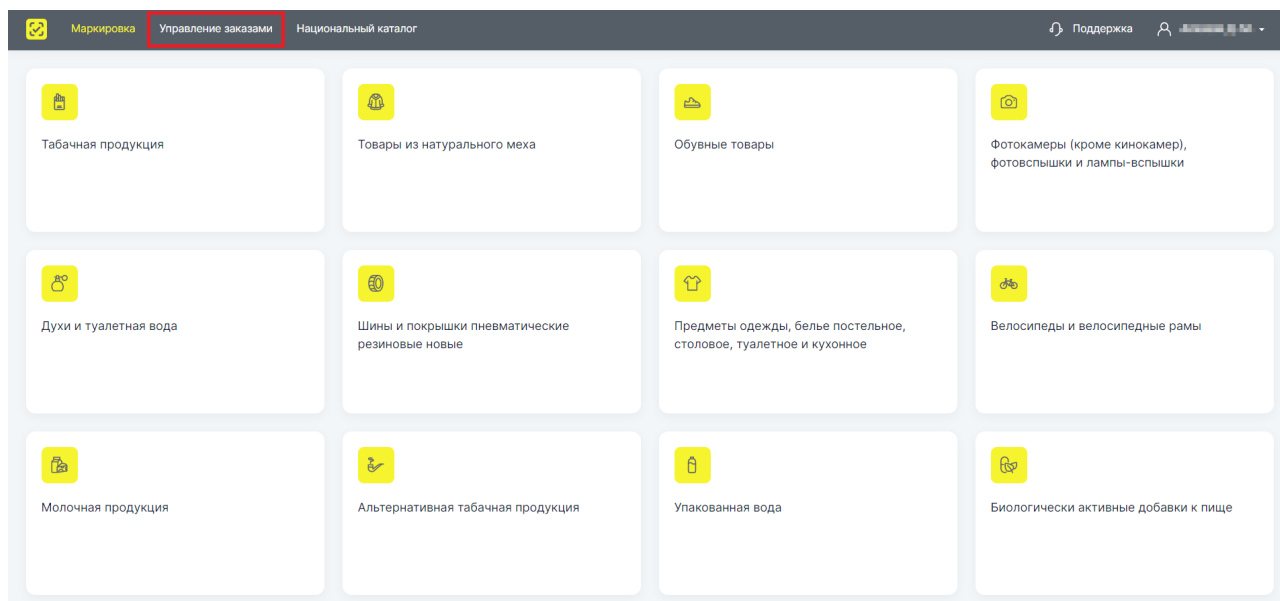 Маркировка Управление заказами Национальный каталог Поддержка
Табачная продукция
Товары из натурального меха
Обувные товары
Фотокамеры (кроме кинокамер),
фотовспышки и лампы-вспышки
Духи и туалетная вода
Шины и покрышки пневматические
резиновые новые
Предметы одежды, белье постельное,
столовое, туалетное и кухонное
Велосипеды и велосипедные рамы
Молочная продукция
Альтернативная табачная продукция
Упакованная вода
Биологически активные добавки к пище